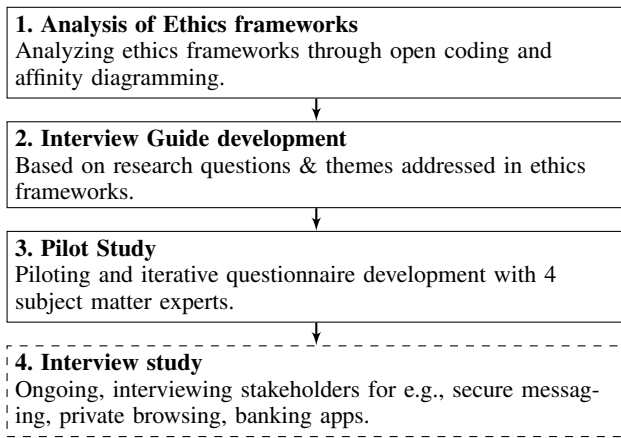 1. Analysis of Ethics frameworks
Analyzing ethics frameworks through open coding and
affinity diagramming.
2. Interview Guide development
Based on research questions & themes addressed in ethics
frameworks.
3. Pilot Study
Piloting and iterative questionnaire development with 4
subject matter experts.
4. Interview study
Ongoing, interviewing stakeholders for e.g., secure messag-
ing, private browsing, banking apps.